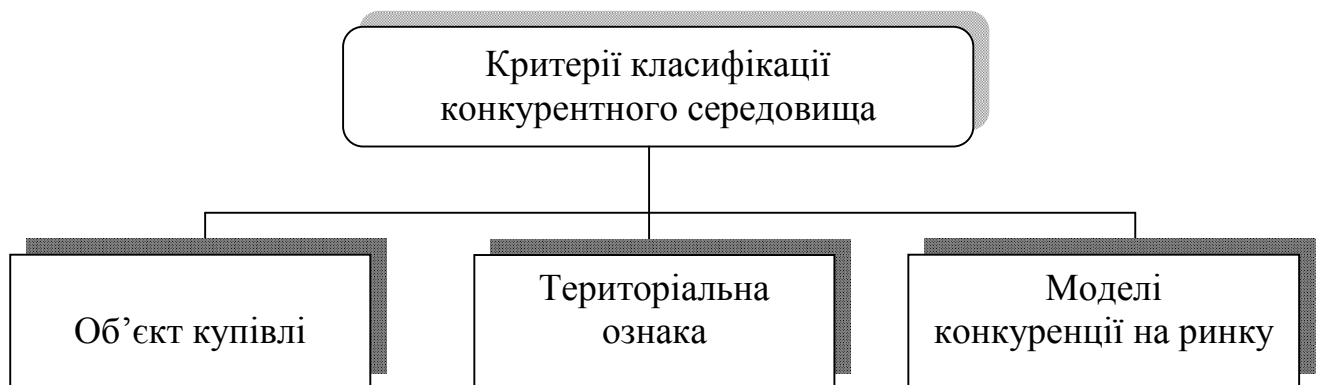 Критерії класифікації
конкурентного середовища
Об’єкт купівлі
Територіальна
ознака
Моделі
конкуренції на ринку